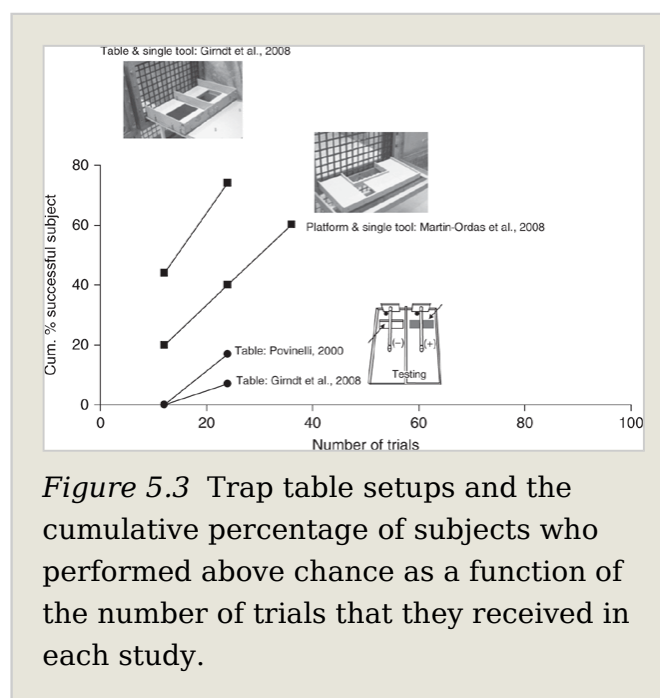 Table & single tool: Girndt et al., 2008
80
60
40
20
0
Cum. % successful subject
Platform & single tool: Martin-Ordas et al., 2008
Table: Povinelli, 2000
Table: Girndt et al., 2008
(-)
(+)
Testing
0 20 40 60 80 100
Number of trials
Figure 5.3 Trap table setups and the
cumulative percentage of subjects who
performed above chance as a function of
the number of trials that they received in
each study.